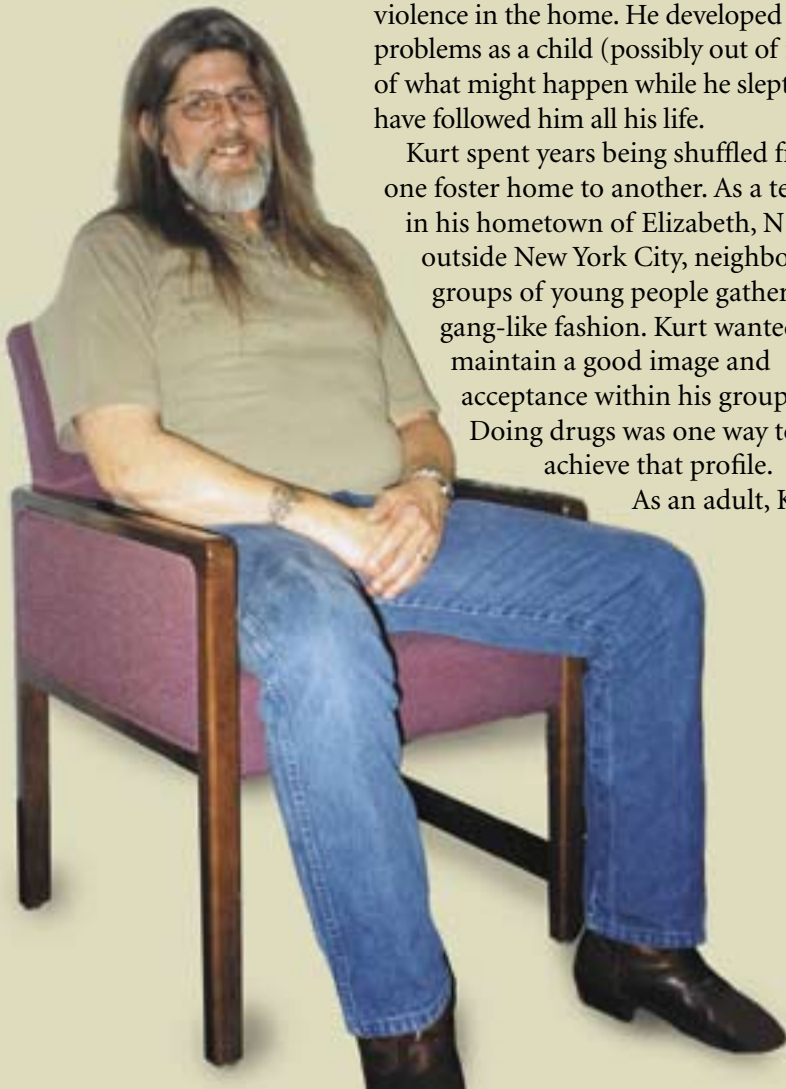 violence in the home. He developed
problems as a child (possibly out of
of what might happen while he slept
have followed him all his life.
Kurt spent years being shuffled
one foster home to another. As a
in his hometown of Elizabeth, N
outside New York City,
groups of young people
gang-like fashion. Kurt wanted
maintain a good image and
acceptance within his group
Doing drugs was one way to
achieve that profile.
As an adult,